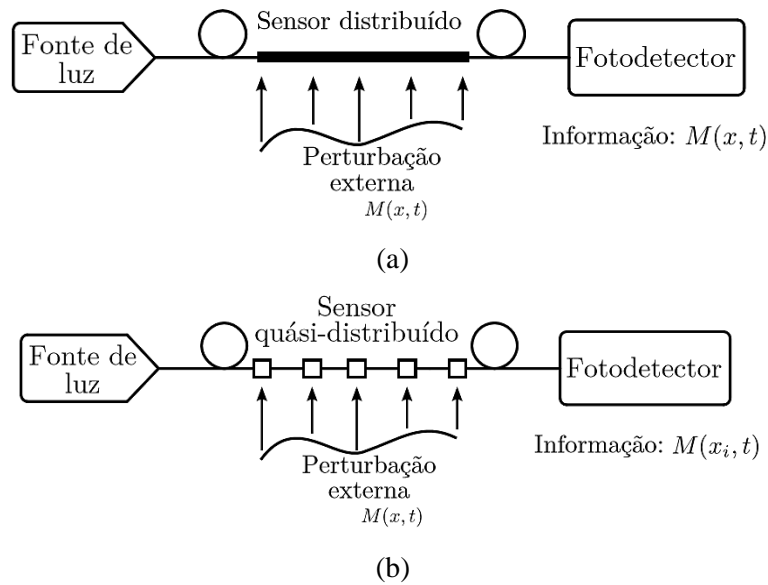 Sensor distribuído
Fonte de
luz
Fotodetector
Informação: M(x, t)
Perturbação
externa
M(x, t)
(a)
Sensor
quási-distribuído
Fonte de
luz
Fotodetector
Informação: M(xᵢ, t)
Perturbação
externa
M(x, t)
(b)